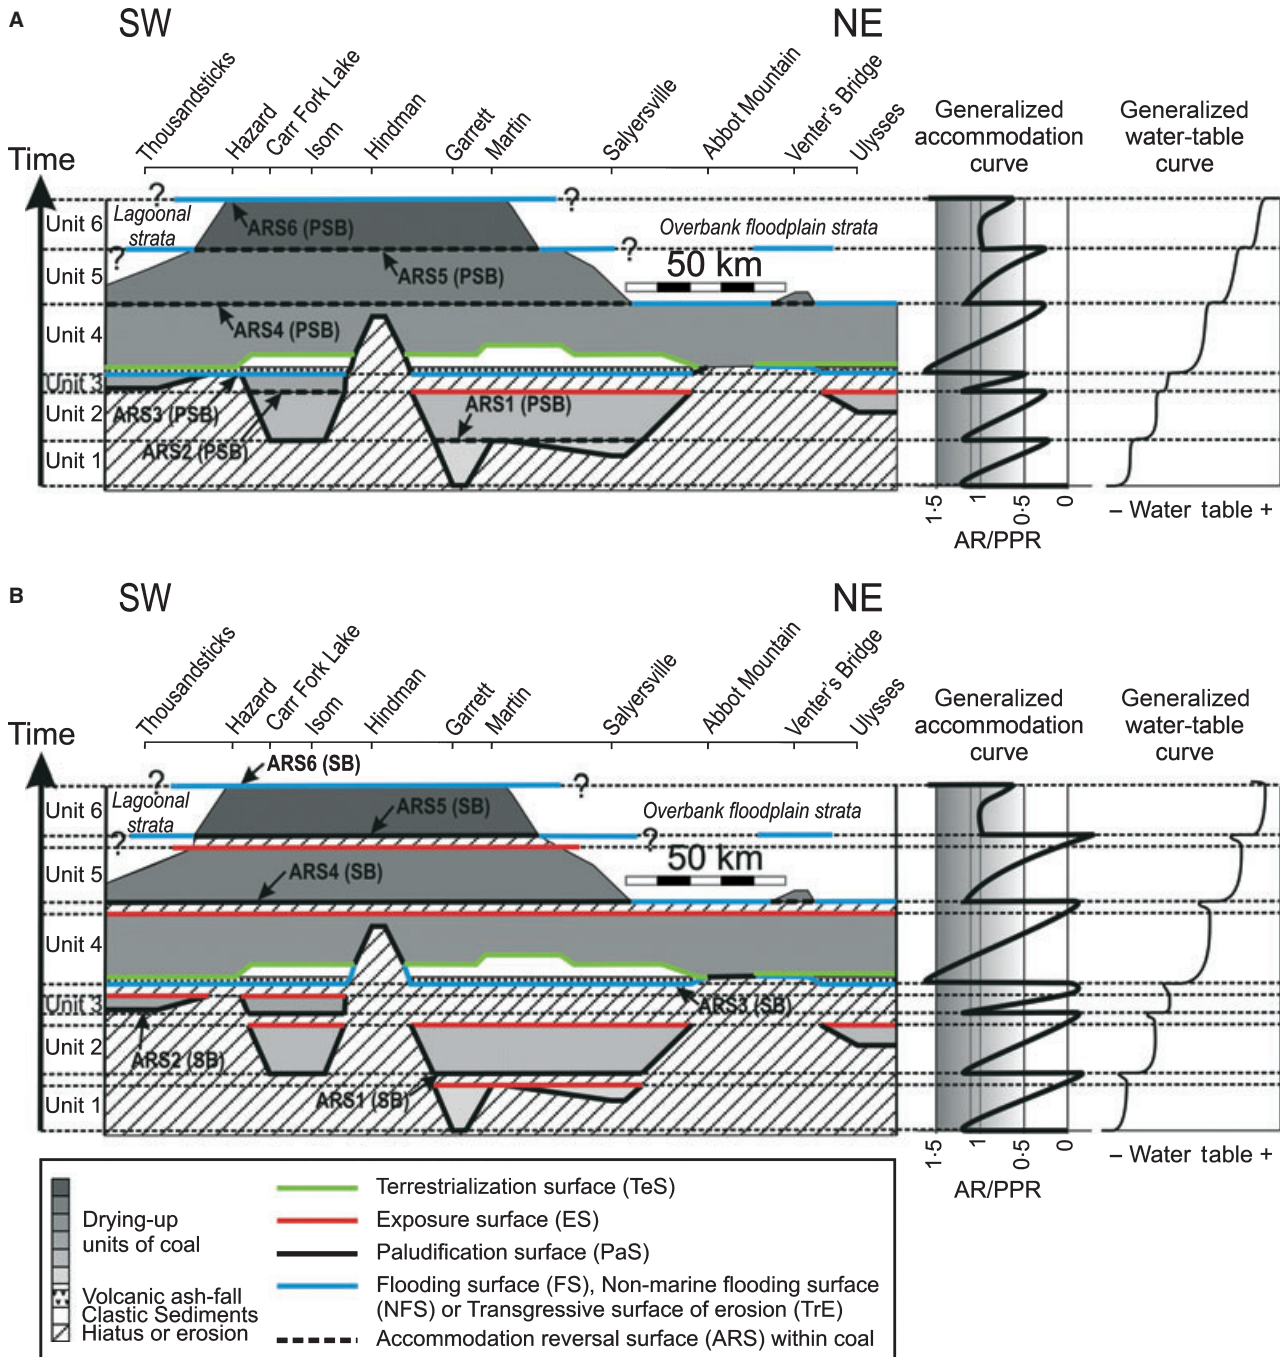 A
SW
NE
Thousandsticks
Hazard
Carr Fork Lake
Isom
Hindman
Garrett
Martin
Salyersville
Abbot Mountain
Venter's Bridge
Ulysses
Generalized
accommodation
curve
Generalized
water-table
curve
Time
Unit 6
Unit 5
Unit 4
Unit 3
Unit 2
Unit 1
?
Lagoonal
strata
?
ARS6 (PSB)
?
Overbank floodplain strata
?
ARS5 (PSB)
50 km
ARS4 (PSB)
ARS3 (PSB)
ARS2 (PSB)
ARS1 (PSB)
1·5
1
0·5
0
AR/PPR
– Water table +
B
SW
NE
Thousandsticks
Hazard
Carr Fork Lake
Isom
Hindman
Garrett
Martin
Salyersville
Abbot Mountain
Venter's Bridge
Ulysses
Generalized
accommodation
curve
Generalized
water-table
curve
Time
Unit 6
Unit 5
Unit 4
Unit 3
Unit 2
Unit 1
ARS6 (SB)
?
Lagoonal
strata
?
ARS5 (SB)
?
Overbank floodplain strata
?
50 km
ARS4 (SB)
ARS3 (SB)
ARS2 (SB)
ARS1 (SB)
1·5
1
0·5
0
AR/PPR
– Water table +
Drying-up
units of coal
Volcanic ash-fall
Clastic Sediments
Hiatus or erosion
Terrestrialization surface (TeS)
Exposure surface (ES)
Paludification surface (PaS)
Flooding surface (FS), Non-marine flooding surface
(NFS) or Transgressive surface of erosion (TrE)
Accommodation reversal surface (ARS) within coal